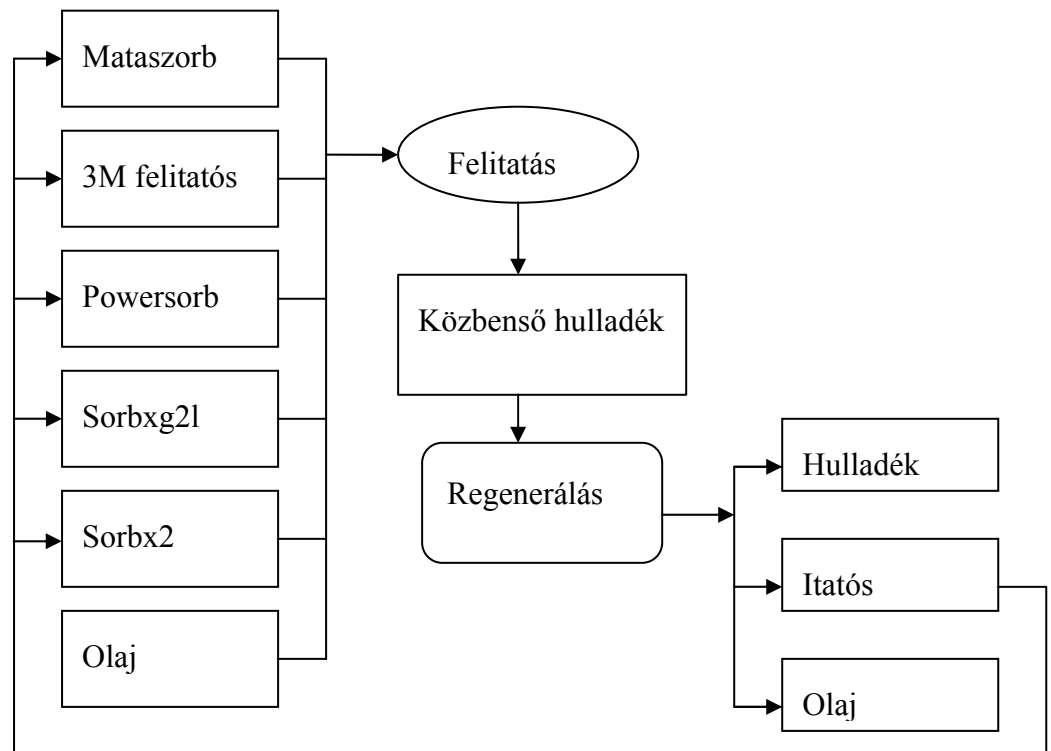 Mataszorb
3M felitatós
Powersorb
Sorbxg2l
Sorbx2
Olaj
Felitatás
Közbenső hulladék
Regenerálás
Hulladék
Itatós
Olaj